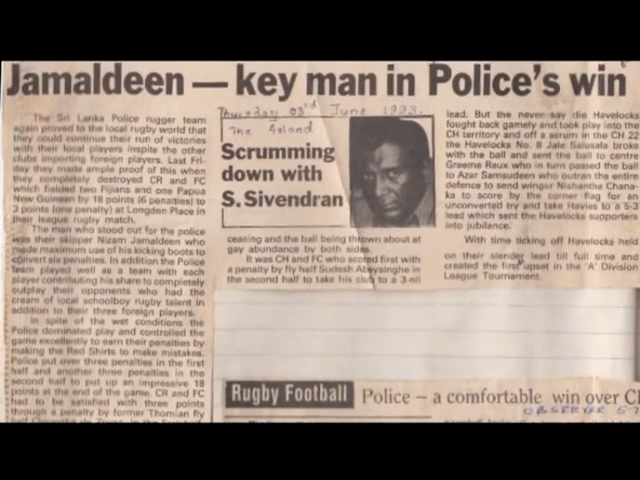 Jamaldeen — key man in Police's win
The Sri Lanka Police rugger team
again proved to the local rugby world that
they could continue their run of victories
with their local players inspite the other
clubs importing foreign players. Last Fri-
day they made ample proof of this when
they completely destroyed CR and FC
which fielded two Fijians and one Papua
New Guinean by 18 points (6 penalties) to
3 points (one penalty) at Longden Place in
their league rugby match.
The man who stood out for the police
was their skipper Nizam Jamaldeen who
made maximum use of his kicking boots to
convert six penalties. In addition the Police
team played well as a team with each
player contributing his share to completely
outplay their opponents who had the
cream of local schoolboy rugby talent in
addition to their three foreign players.
In spite of the wet conditions the
Police dominated play and controlled the
game excellently to earn their penalties by
making the Red Shirts to make mistakes.
Police put over three penalties in the first
half and another three penalties in the
second half to put up an impressive 18
points at the end of the game. CR and FC
had to be satisfied with three points
through a penalty by former Thomian fly
Thursday 03rd June 1993.
The Island
Scrumming
down with
S. Sivendran
ceasing and the ball being thrown about at
gay abundance by both sides.
It was CH and FC who scored first with
a penalty by fly half Sudesh Abeysinghe in
the second half to take his club to a 3-nil
lead. But the never say die Havelocks
fought back gamely and took play into the
CH territory and off a scrum in the CH 22
the Havelocks No. 8 Jale Salusala broke
with the ball and sent the ball to centre
Graeme Raux who in turn passed the ball
to Azar Samsudeen who outran the entire
defence to send winger Nishantha Chana-
ka to score by the corner flag for an
unconverted try and take Havies to a 5-3
lead which sent the Havelocks supporters
into jubilance.
With time ticking off Havelocks held
on their slender lead till full time and
created the first upset in the 'A' Division
League Tournament.
Rugby Football
Police – a comfortable win over
OBSERVER